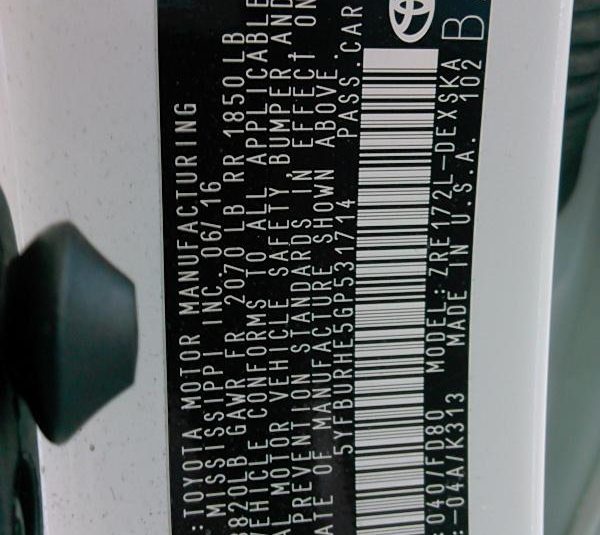 : TOYOTA MOTOR MANUFACTURING
MISSISSIPPI INC. 06/16
3820LB GAWR FR 2070 LB RR 1850 LB
VEHICLE CONFORMS TO ALL APPLICABLE
AL MOTOR VEHICLE SAFETY, BUMPER, AND
PREVENTION STANDARDS IN EFFECT ON
ATE OF MANUFACTURE SHOWN ABOVE.
5YFBURHE5GP531714 PASS.CAR
: 040/FD80 MODEL: ZRE172L-DEXSKA
:-04A/K313 MADE IN U.S.A. 102 B